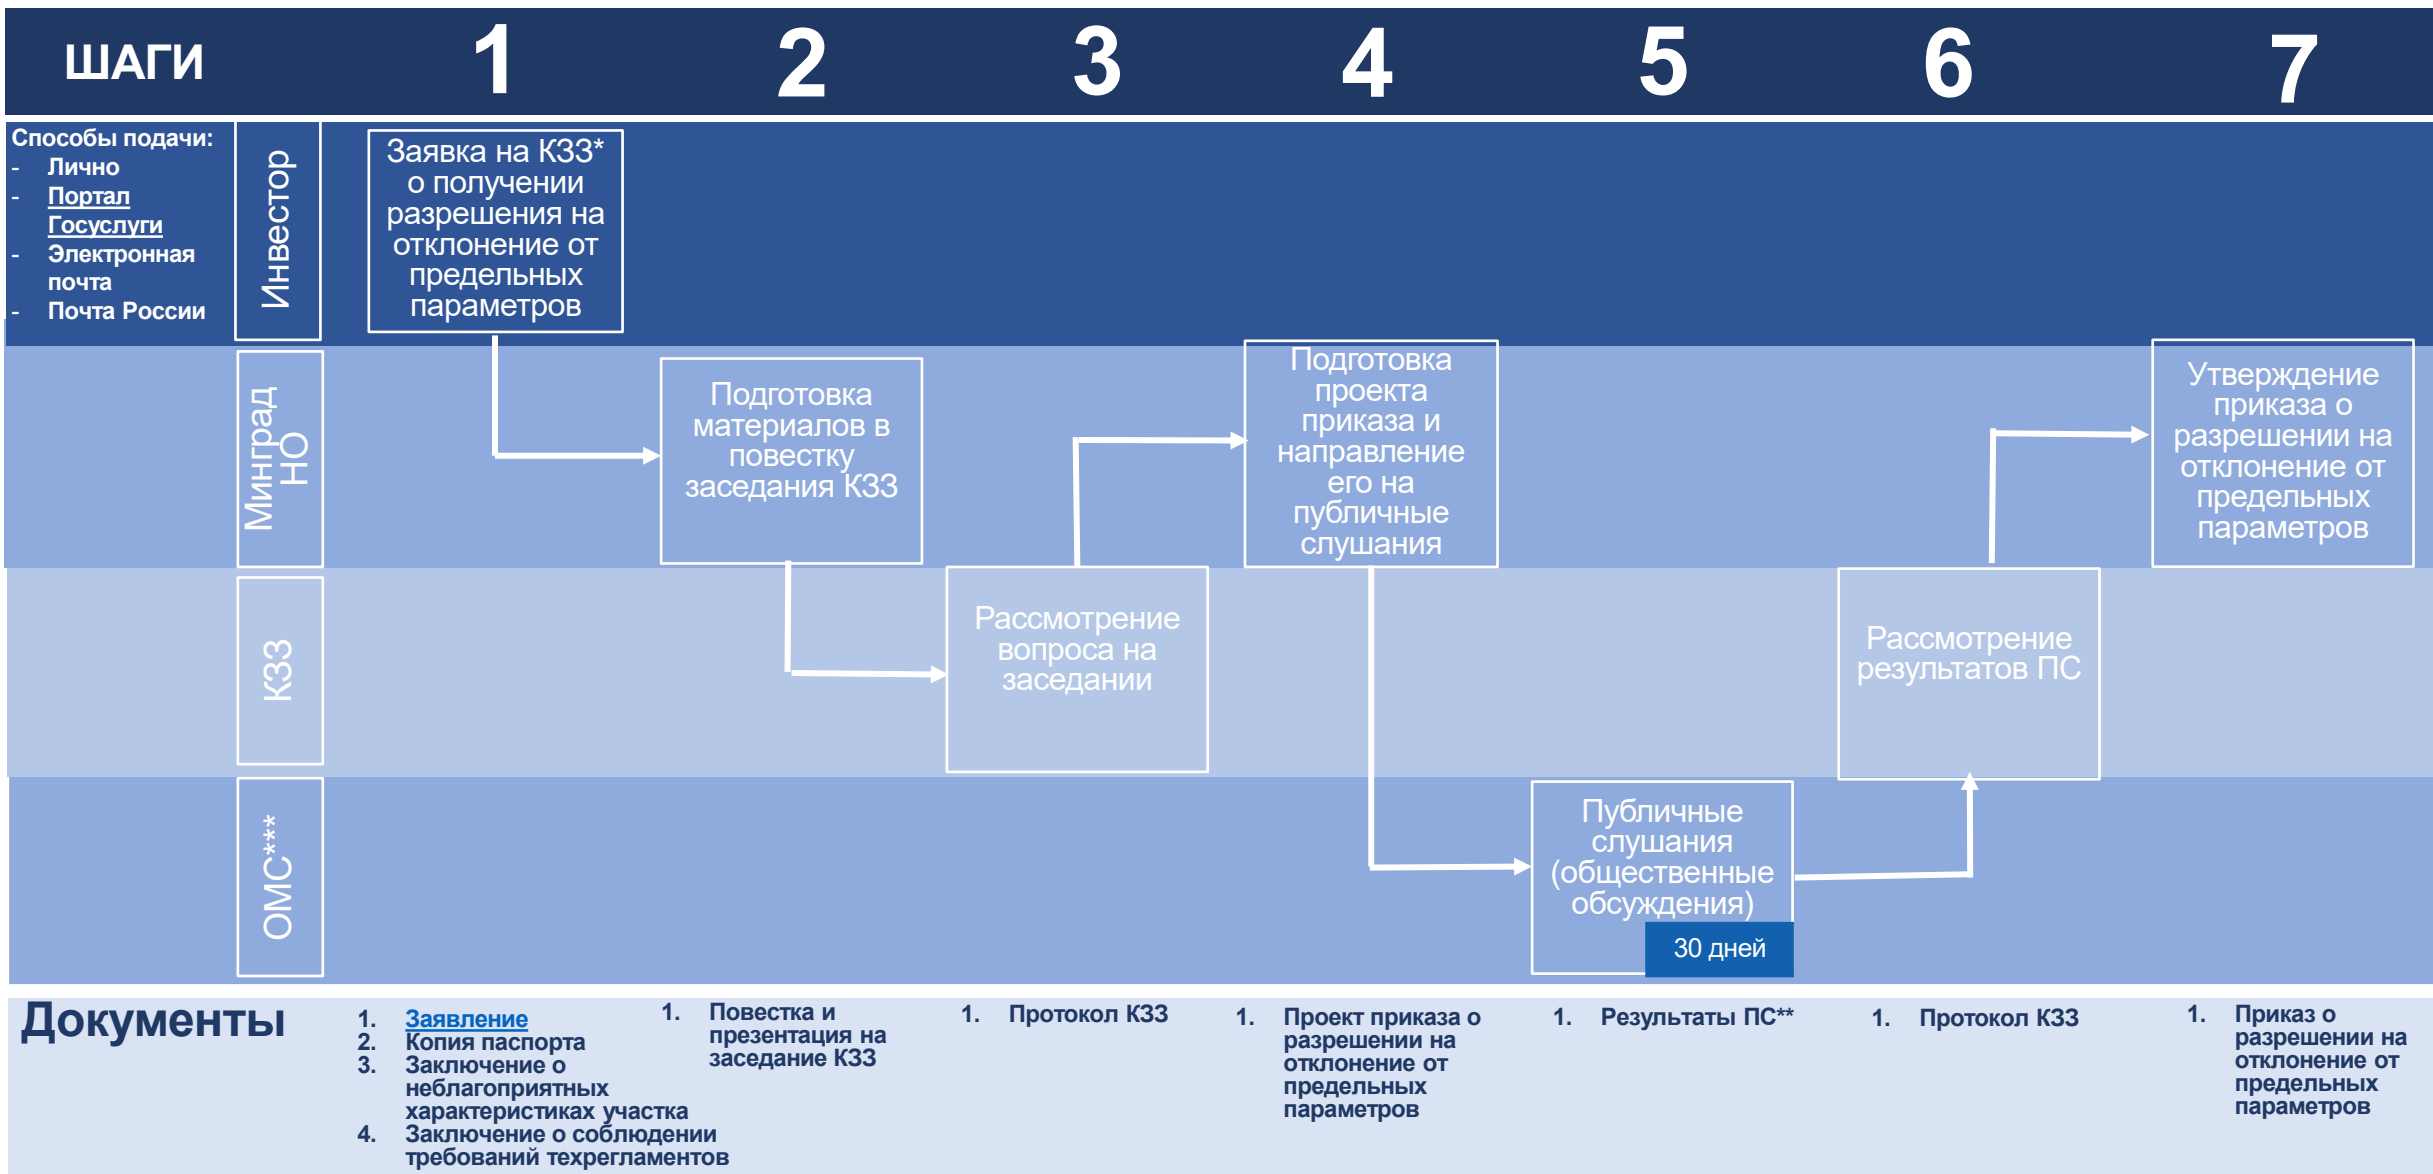 ШАГИ
1
2
3
4
5
6
7
Способы подачи:
- Лично
- Портал
Госуслуги
- Электронная
почта
- Почта России
Инвестор
Заявка на КЗЗ*
о получении
разрешения на
отклонение от
предельных
параметров
Минград
НО
Подготовка
материалов в
повестку
заседания КЗЗ
Подготовка
проекта
приказа и
направление
его на
публичные
слушания
Утверждение
приказа о
разрешении на
отклонение от
предельных
параметров
КЗЗ
Рассмотрение
вопроса на
заседании
Рассмотрение
результатов ПС
ОМС***
Публичные
слушания
(общественные
обсуждения)
30 дней
Документы
1. Заявление
2. Копия паспорта
3. Заключение о
неблагоприятных
характеристиках участка
4. Заключение о соблюдении
требований техрегламентов
1. Повестка и
презентация на
заседание КЗЗ
1. Протокол КЗЗ
1. Проект приказа о
разрешении на
отклонение от
предельных
параметров
1. Результаты ПС**
1. Протокол КЗЗ
1. Приказ о
разрешении на
отклонение от
предельных
параметров